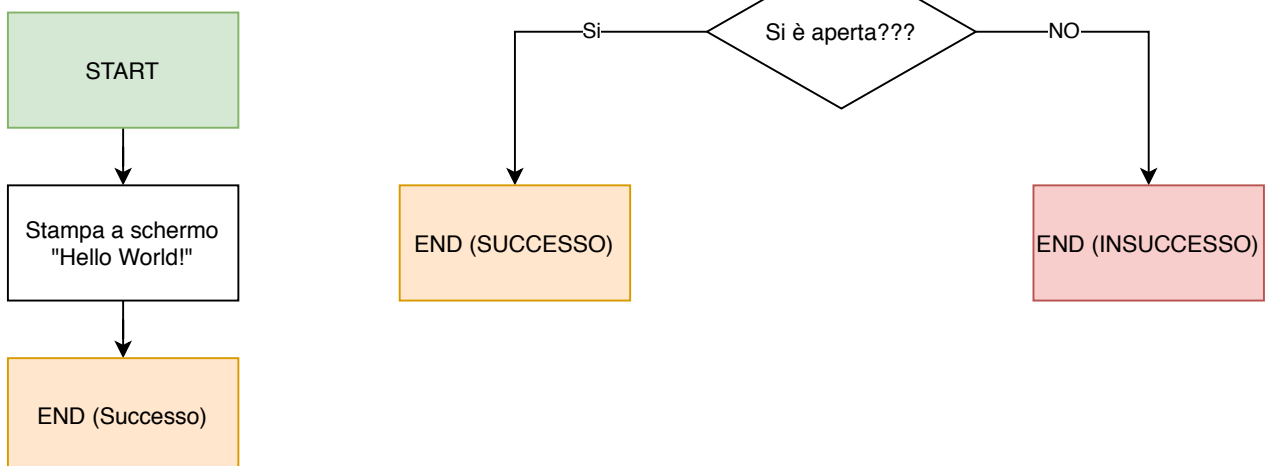 START
Stampa a schermo
"Hello World!"
END (Successo)
Si è aperta???
Si
NO
END (SUCCESSO)
END (INSUCCESSO)